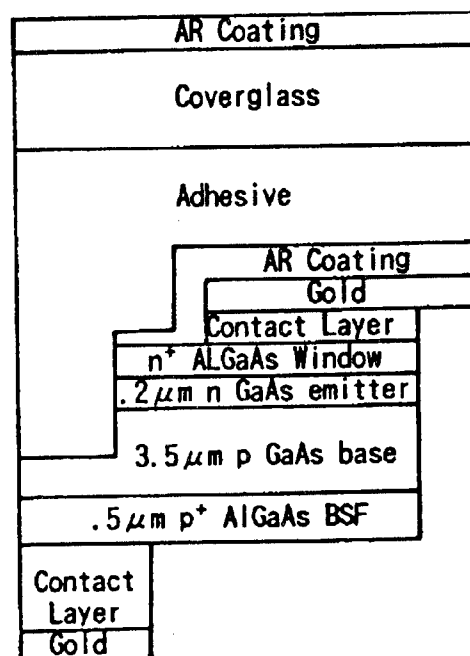 AR Coating
Coverglass
Adhesive
AR Coating
Gold
Contact Layer
n⁺ ALGaAs Window
.2μm n GaAs emitter
3.5μm p GaAs base
.5μm p⁺ AlGaAs BSF
Contact
Layer
Gold